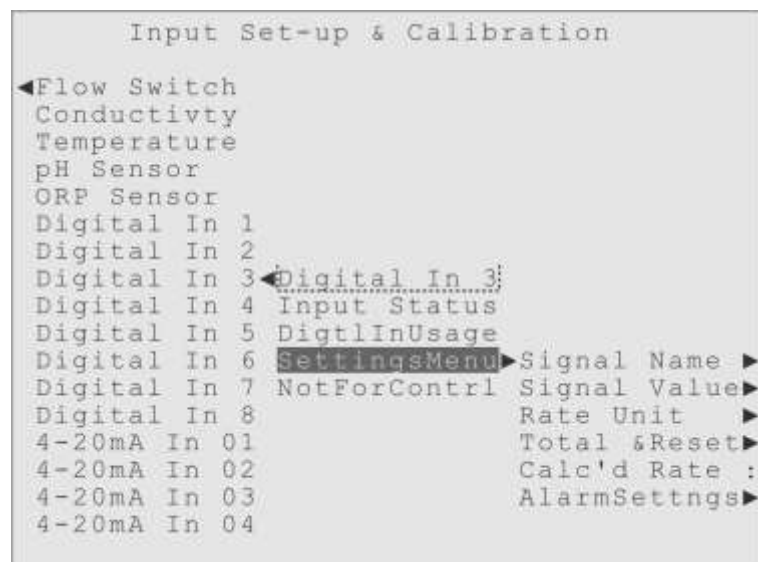 Input Set-up & Calibration
◀Flow Switch
Conductivty
Temperature
pH Sensor
ORP Sensor
Digital In 1
Digital In 2
Digital In 3◀Digital In 3
Digital In 4 Input Status
Digital In 5 DigtlInUsage
Digital In 6 SettingsMenu▶Signal Name ▶
Digital In 7 NotForContrl Signal Value▶
Digital In 8 Rate Unit ▶
4-20mA In 01 Total &Reset▶
4-20mA In 02 Calc'd Rate :
4-20mA In 03 AlarmSettngs▶
4-20mA In 04